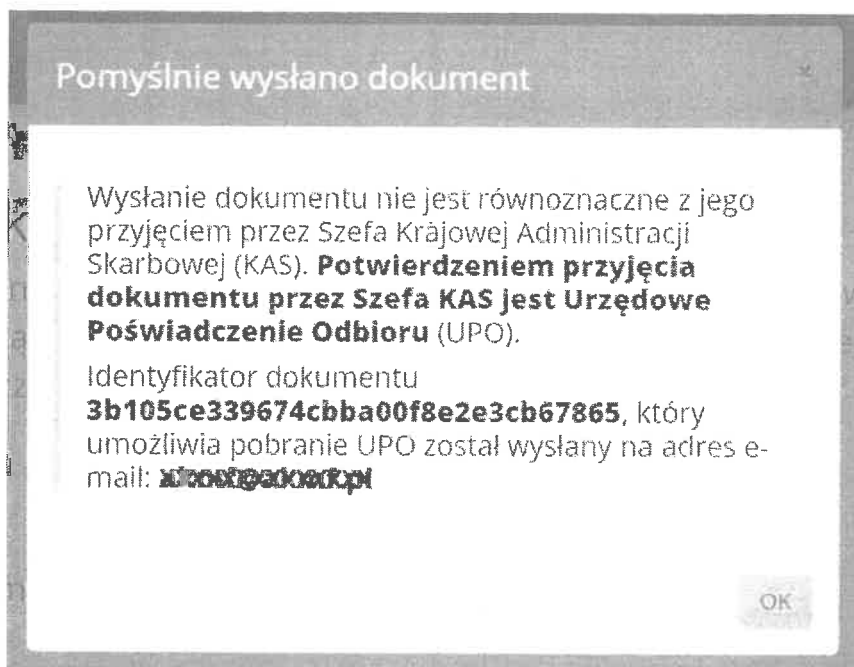 Pomyślnie wysłano dokument
Wysłanie dokumentu nie jest równoznaczne z jego
przyjęciem przez Szefa Krajowej Administracji
Skarbowej (KAS). Potwierdzeniem przyjęcia
dokumentu przez Szefa KAS jest Urzędowe
Poświadczenie Odbioru (UPO).
Identyfikator dokumentu
3b105ce339674cbba00f8e2e3cb67865, który
umożliwia pobranie UPO został wysłany na adres e-
mail:
OK